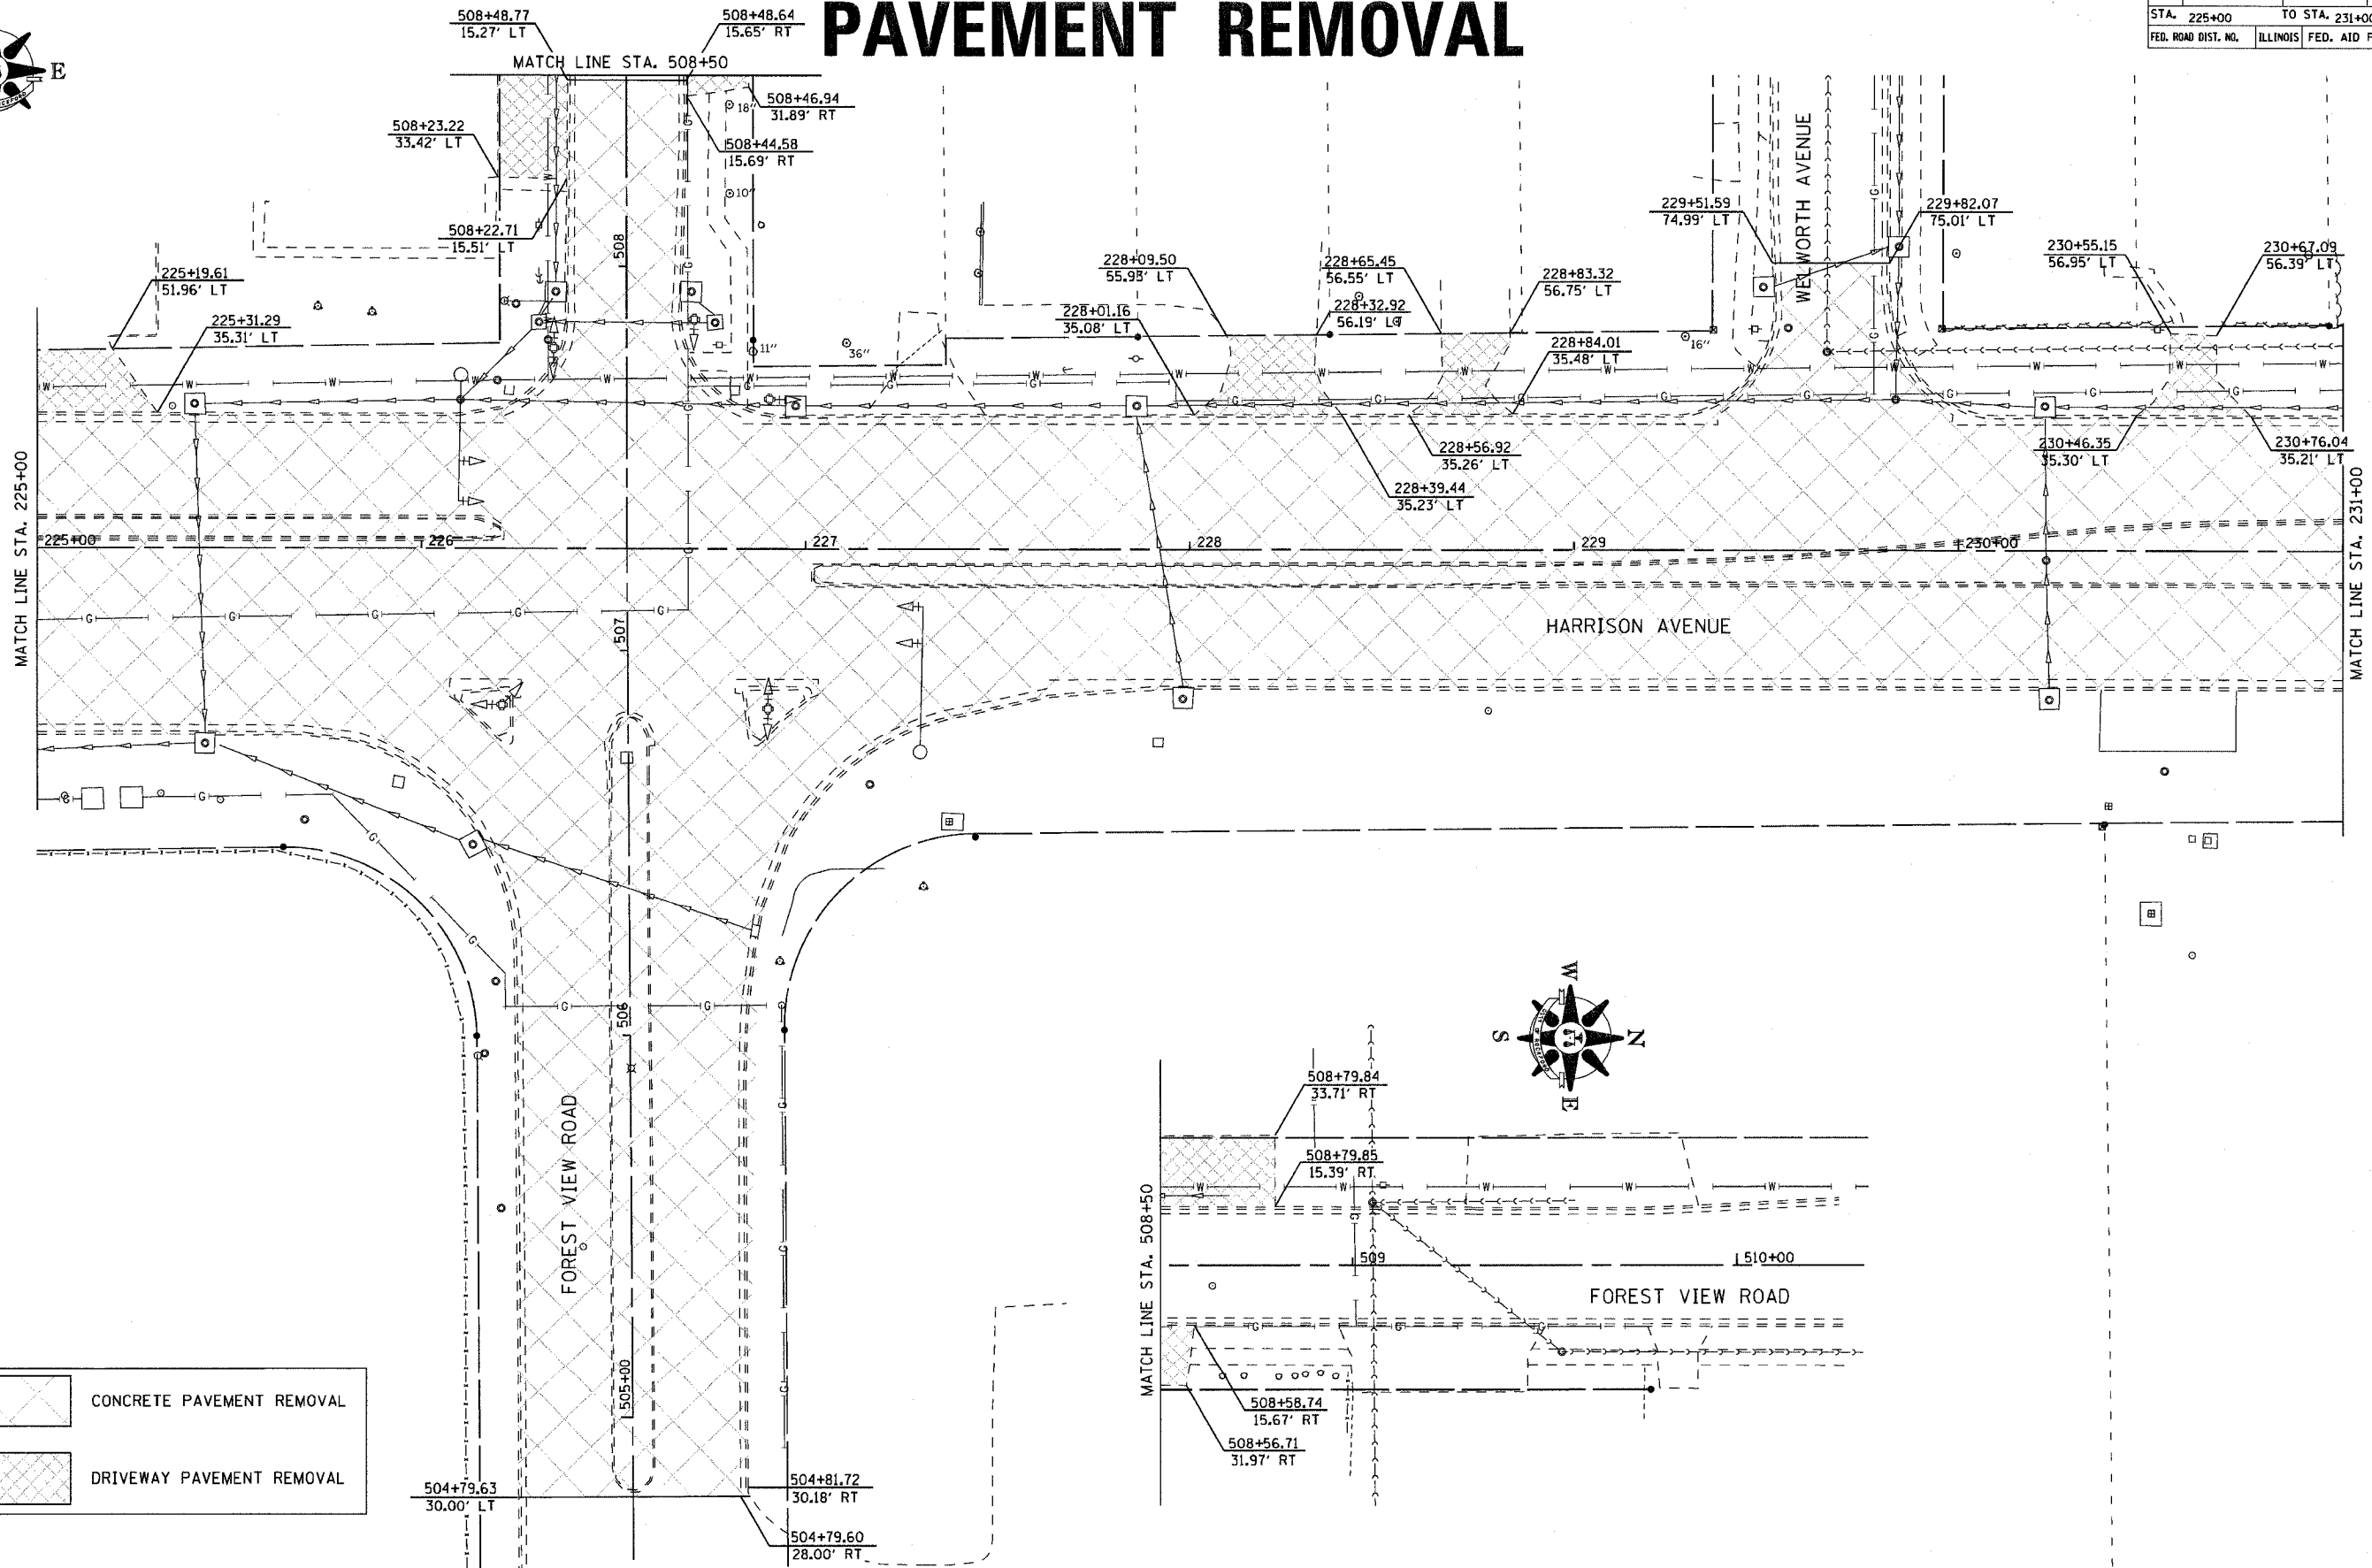 PAVEMENT REMOVAL
STA. 225+00 TO STA. 231+00
FED. ROAD DIST. NO. ILLINOIS FED. AID
E
508+48.77
15.27' LT
508+48.64
15.65' RT
MATCH LINE STA. 508+50
508+46.94
31.89' RT
18"
508+23.22
33.42' LT
508+44.58
15.69' RT
10"
508+22.71
15.51' LT
508
WELWORTH AVENUE
229+51.59
74.99' LT
229+82.07
75.01' LT
225+19.61
51.96' LT
225+31.29
35.31' LT
228+09.50
55.93' LT
228+65.45
56.55' LT
228+83.32
56.75' LT
230+55.15
56.95' LT
230+67.09
56.39' LT
228+01.16
35.08' LT
228+32.92
56.19' LT
228+84.01
35.48' LT
11"
36"
16"
228+56.92
35.26' LT
228+39.44
35.23' LT
230+46.35
35.30' LT
230+76.04
35.21' LT
MATCH LINE STA. 225+00
MATCH LINE STA. 231+00
225+00
226
227
228
229
230+00
507
HARRISON AVENUE
506
FOREST VIEW ROAD
505+00
W
S
N
E
CITY OF ROCKFORD
508+79.84
33.71' RT
508+79.85
15.39' RT
MATCH LINE STA. 508+50
509
510+00
FOREST VIEW ROAD
508+58.74
15.67' RT
508+56.71
31.97' RT
CONCRETE PAVEMENT REMOVAL
DRIVEWAY PAVEMENT REMOVAL
504+79.63
30.00' LT
504+81.72
30.18' RT
504+79.60
28.00' RT